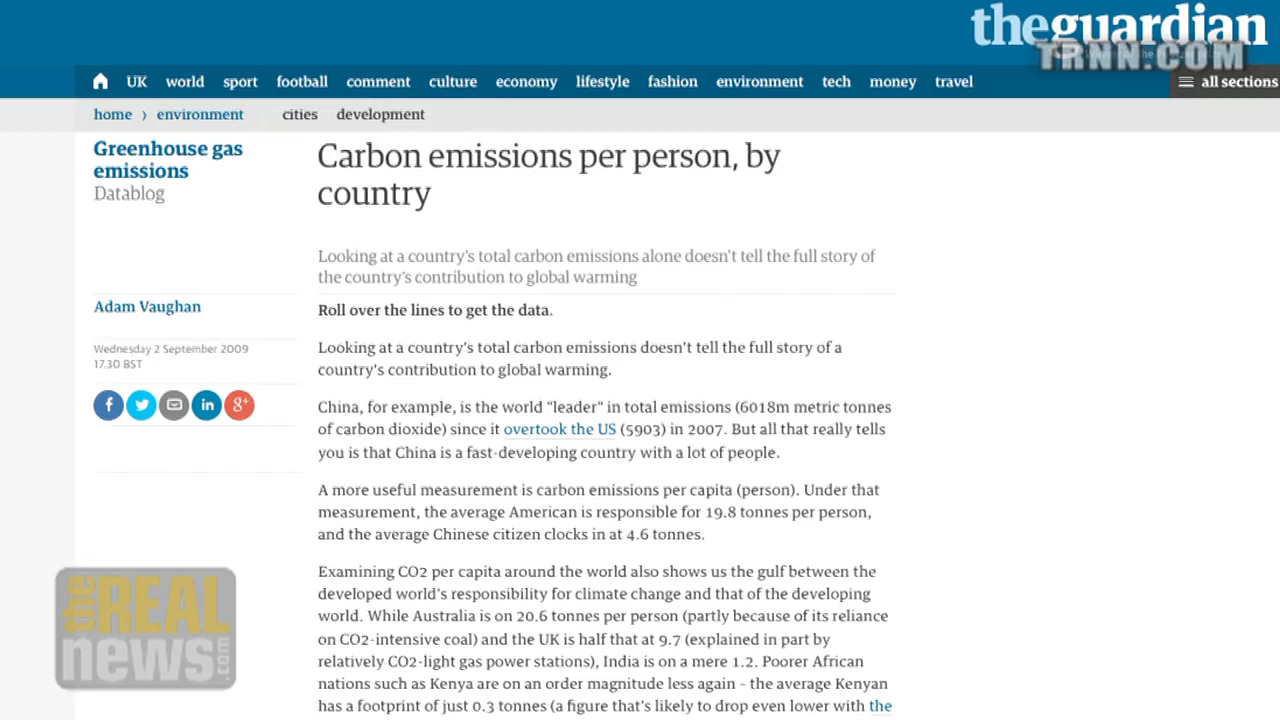 theguardian
TRNN.COM
UK world sport football comment culture economy lifestyle fashion environment tech money travel all sections
home › environment cities development
Greenhouse gas
emissions
Datablog
Carbon emissions per person, by
country
Looking at a country's total carbon emissions alone doesn't tell the full story of
the country's contribution to global warming
Adam Vaughan
Wednesday 2 September 2009
17.30 BST
Roll over the lines to get the data.
Looking at a country's total carbon emissions doesn't tell the full story of a
country's contribution to global warming.
China, for example, is the world "leader" in total emissions (6018m metric tonnes
of carbon dioxide) since it overtook the US (5903) in 2007. But all that really tells
you is that China is a fast-developing country with a lot of people.
A more useful measurement is carbon emissions per capita (person). Under that
measurement, the average American is responsible for 19.8 tonnes per person,
and the average Chinese citizen clocks in at 4.6 tonnes.
Examining CO2 per capita around the world also shows us the gulf between the
developed world's responsibility for climate change and that of the developing
world. While Australia is on 20.6 tonnes per person (partly because of its reliance
on CO2-intensive coal) and the UK is half that at 9.7 (explained in part by
relatively CO2-light gas power stations), India is on a mere 1.2. Poorer African
nations such as Kenya are on an order magnitude less again - the average Kenyan
has a footprint of just 0.3 tonnes (a figure that's likely to drop even lower with the
the REAL
news.com